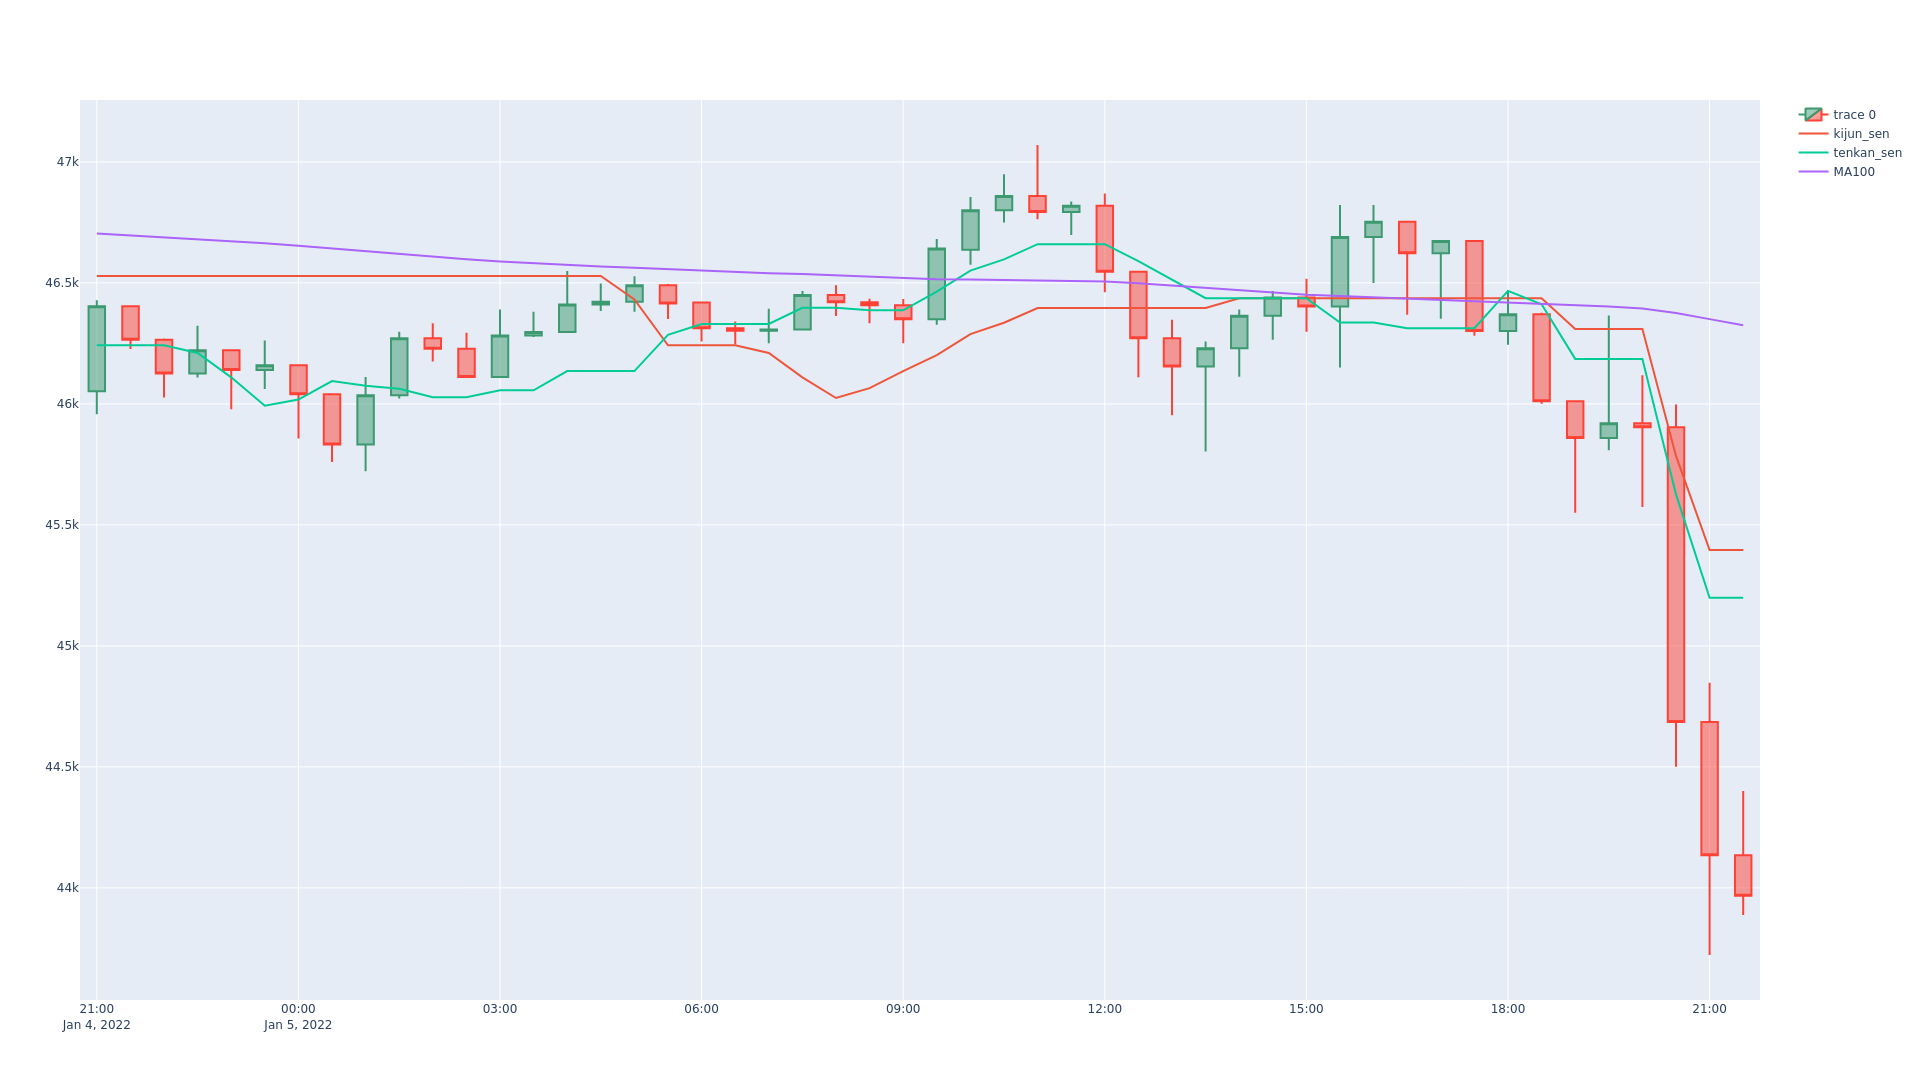 trace 0
kijun_sen
tenkan_sen
MA100
47k
46.5k
46k
45.5k
45k
44.5k
44k
21:00 00:00 03:00 06:00 09:00 12:00 15:00 18:00 21:00
Jan 4, 2022 Jan 5, 2022